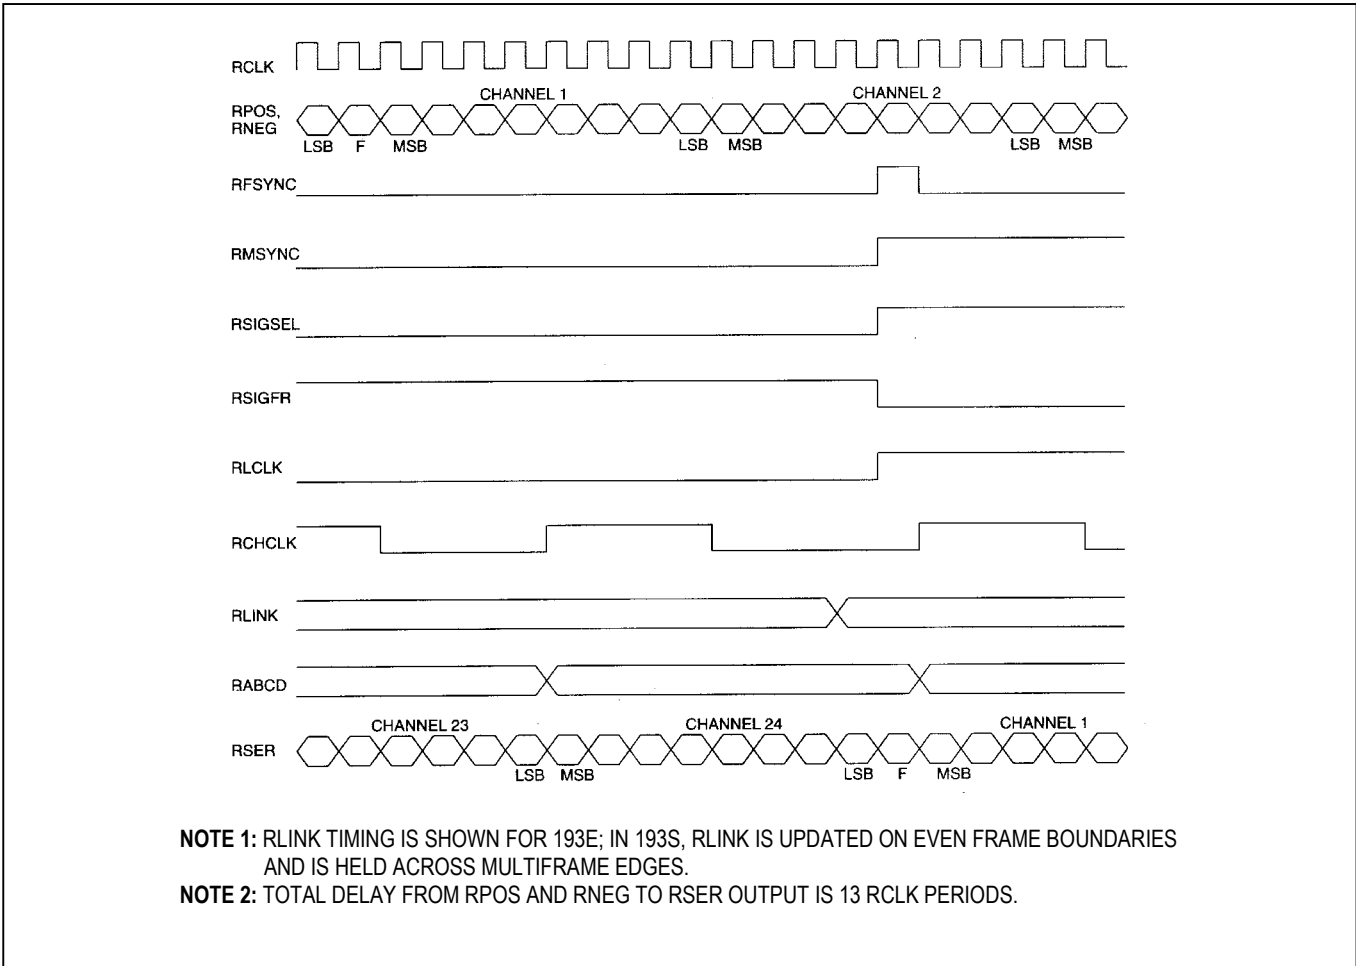 RCLK
CHANNEL 1 CHANNEL 2
RPOS,
RNEG
LSB F MSB LSB MSB LSB MSB
RFSYNC
RMSYNC
RSIGSEL
RSIGFR
RLCLK
RCHCLK
RLINK
RABCD
CHANNEL 23 CHANNEL 24 CHANNEL 1
RSER
LSB MSB LSB F MSB
NOTE 1: RLINK TIMING IS SHOWN FOR 193E; IN 193S, RLINK IS UPDATED ON EVEN FRAME BOUNDARIES
AND IS HELD ACROSS MULTIFRAME EDGES.
NOTE 2: TOTAL DELAY FROM RPOS AND RNEG TO RSER OUTPUT IS 13 RCLK PERIODS.